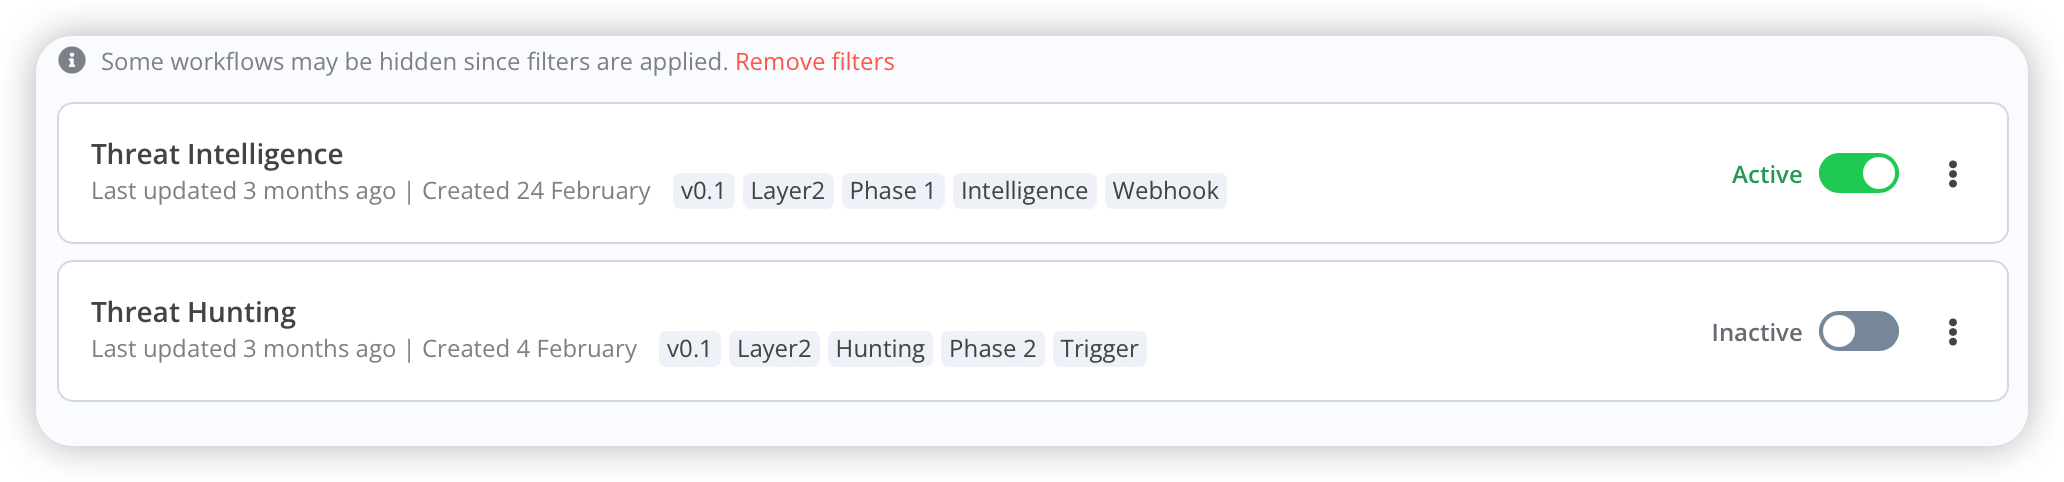 Some workflows may be hidden since filters are applied. Remove filters
Threat Intelligence
Last updated 3 months ago | Created 24 February v0.1 Layer2 Phase 1 Intelligence Webhook
Active
Threat Hunting
Last updated 3 months ago | Created 4 February v0.1 Layer2 Hunting Phase 2 Trigger
Inactive